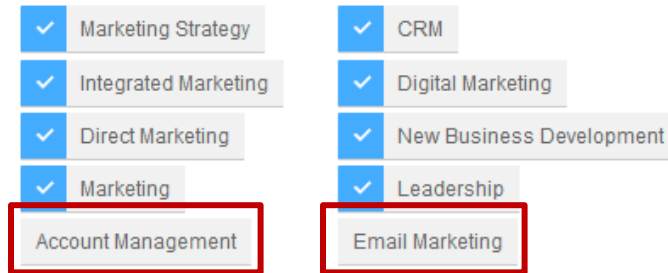 Marketing Strategy
CRM
Integrated Marketing
Digital Marketing
Direct Marketing
New Business Development
Marketing
Leadership
Account Management
Email Marketing